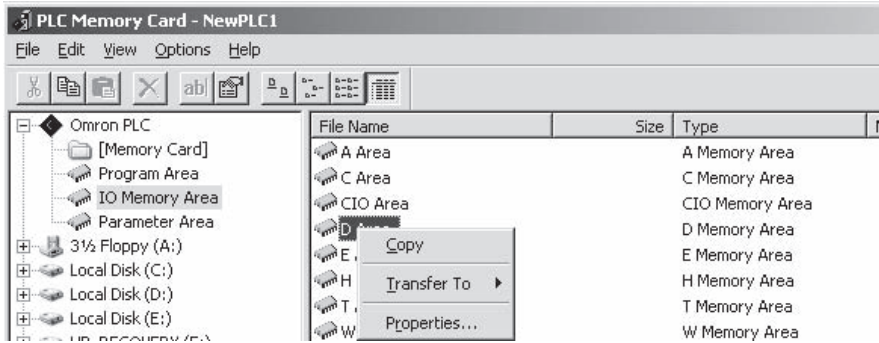 PLC Memory Card - NewPLC1
File Edit View Options Help
ab
Omron PLC
[Memory Card]
Program Area
IO Memory Area
Parameter Area
3½ Floppy (A:)
Local Disk (C:)
Local Disk (D:)
Local Disk (E:)
File Name Size Type
A Area A Memory Area
C Area C Memory Area
CIO Area CIO Memory Area
D Memory Area
E E Memory Area
H H Memory Area
T T Memory Area
W W Memory Area
Copy
Transfer To
Properties...